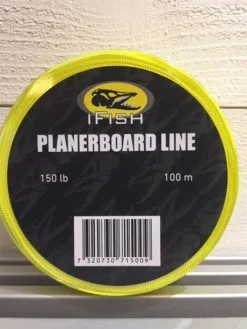 IFISH
PLANERBOARD LINE
150 lb 100 m
7 320730 715009